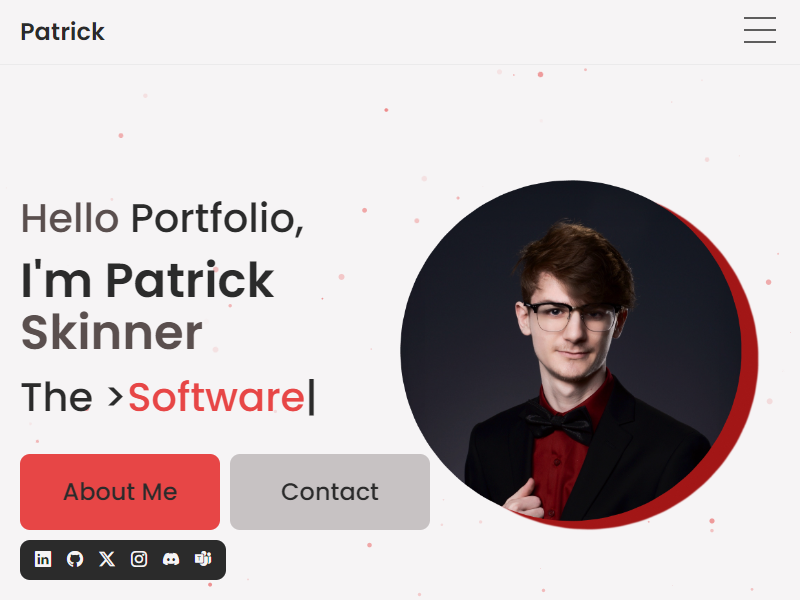 Patrick
Hello Portfolio,
I'm Patrick
Skinner
The >Software|
About Me
Contact